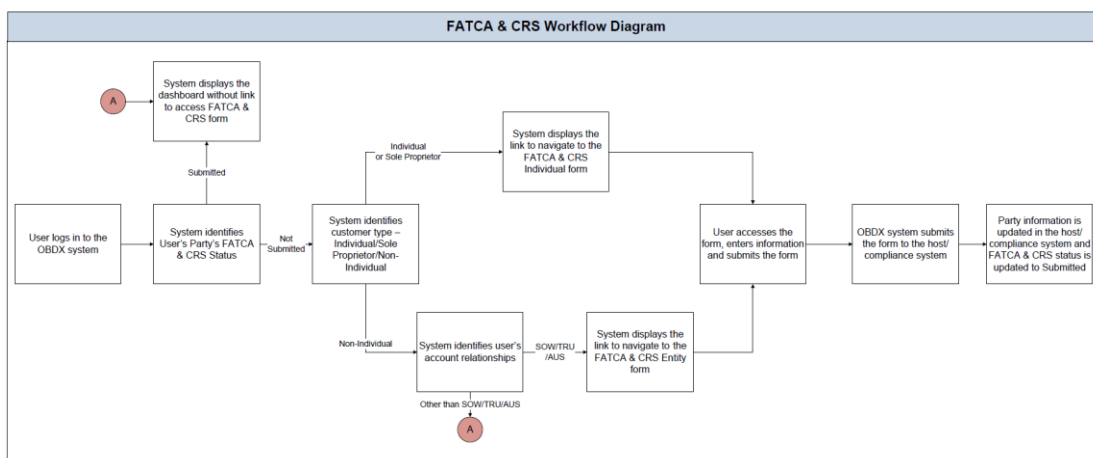 FATCA & CRS Workflow Diagram
System displays the
dashboard without link
to access FATCA &
CRS form
A
Submitted
Individual
or Sole Proprietor
System displays the
link to navigate to the
FATCA & CRS
Individual form
User logs in to the
OBDX system
System identifies
User's Party's FATCA
& CRS Status
Not
Submitted
System identifies
customer type –
Individual/Sole
Proprietor/Non-
Individual
User accesses the
form, enters information
and submits the form
OBDX system submits
the form to the host/
compliance system
Party information is
updated in the host/
compliance system and
FATCA & CRS status is
updated to Submitted
Non-Individual
System identifies user's
account relationships
SOW/TRU
/AUS
System displays the
link to navigate to the
FATCA & CRS Entity
form
Other than SOW/TRU/AUS
A